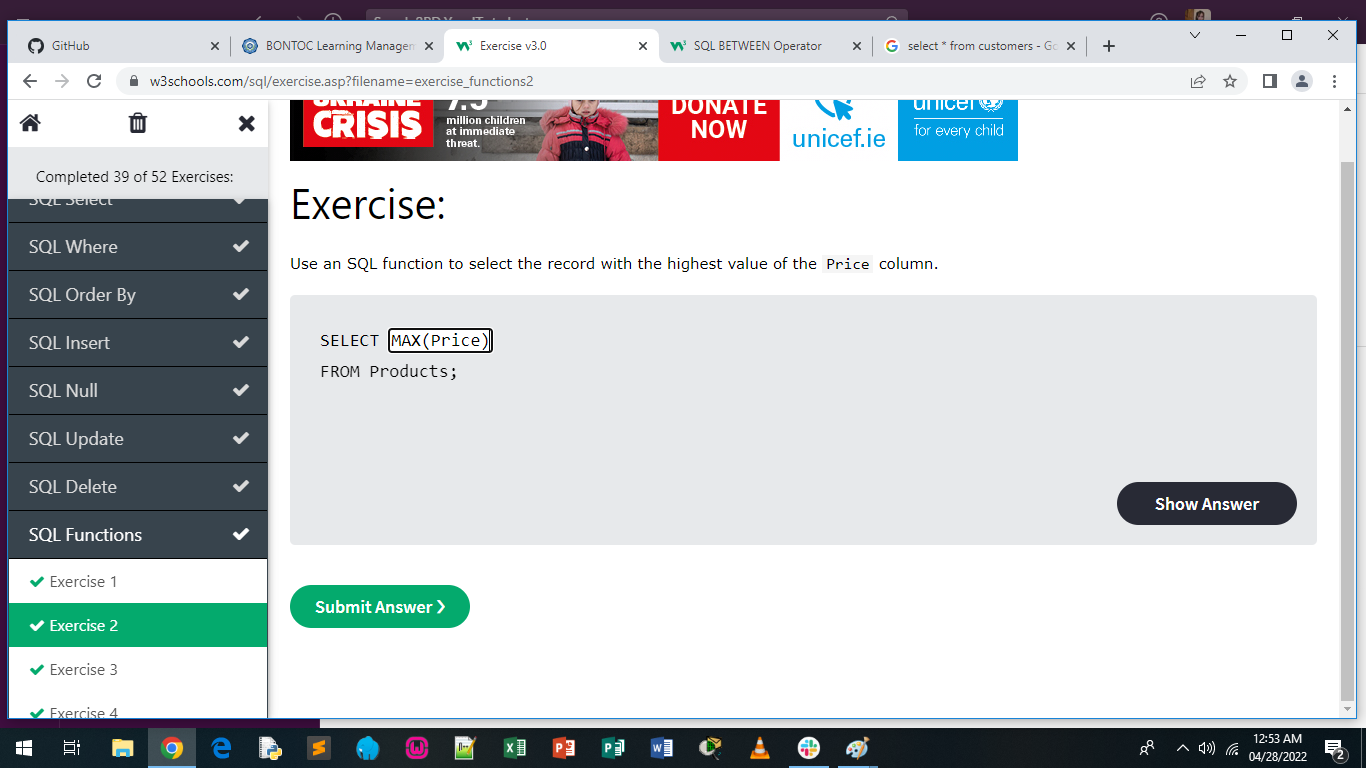 GitHub
BONTOC Learning Managem
Exercise v3.0
SQL BETWEEN Operator
select * from customers - Go
w3schools.com/sql/exercise.asp?filename=exercise_functions2
CRISIS
million children
at immediate
threat.
DONATE
NOW
unicef.ie
unicef
for every child
Completed 39 of 52 Exercises:
SQL Select
SQL Where
SQL Order By
SQL Insert
SQL Null
SQL Update
SQL Delete
SQL Functions
Exercise 1
Exercise 2
Exercise 3
Exercise 4
Exercise:
Use an SQL function to select the record with the highest value of the Price column.
SELECT MAX(Price)
FROM Products;
Show Answer
Submit Answer ❯
12:53 AM
04/28/2022
2